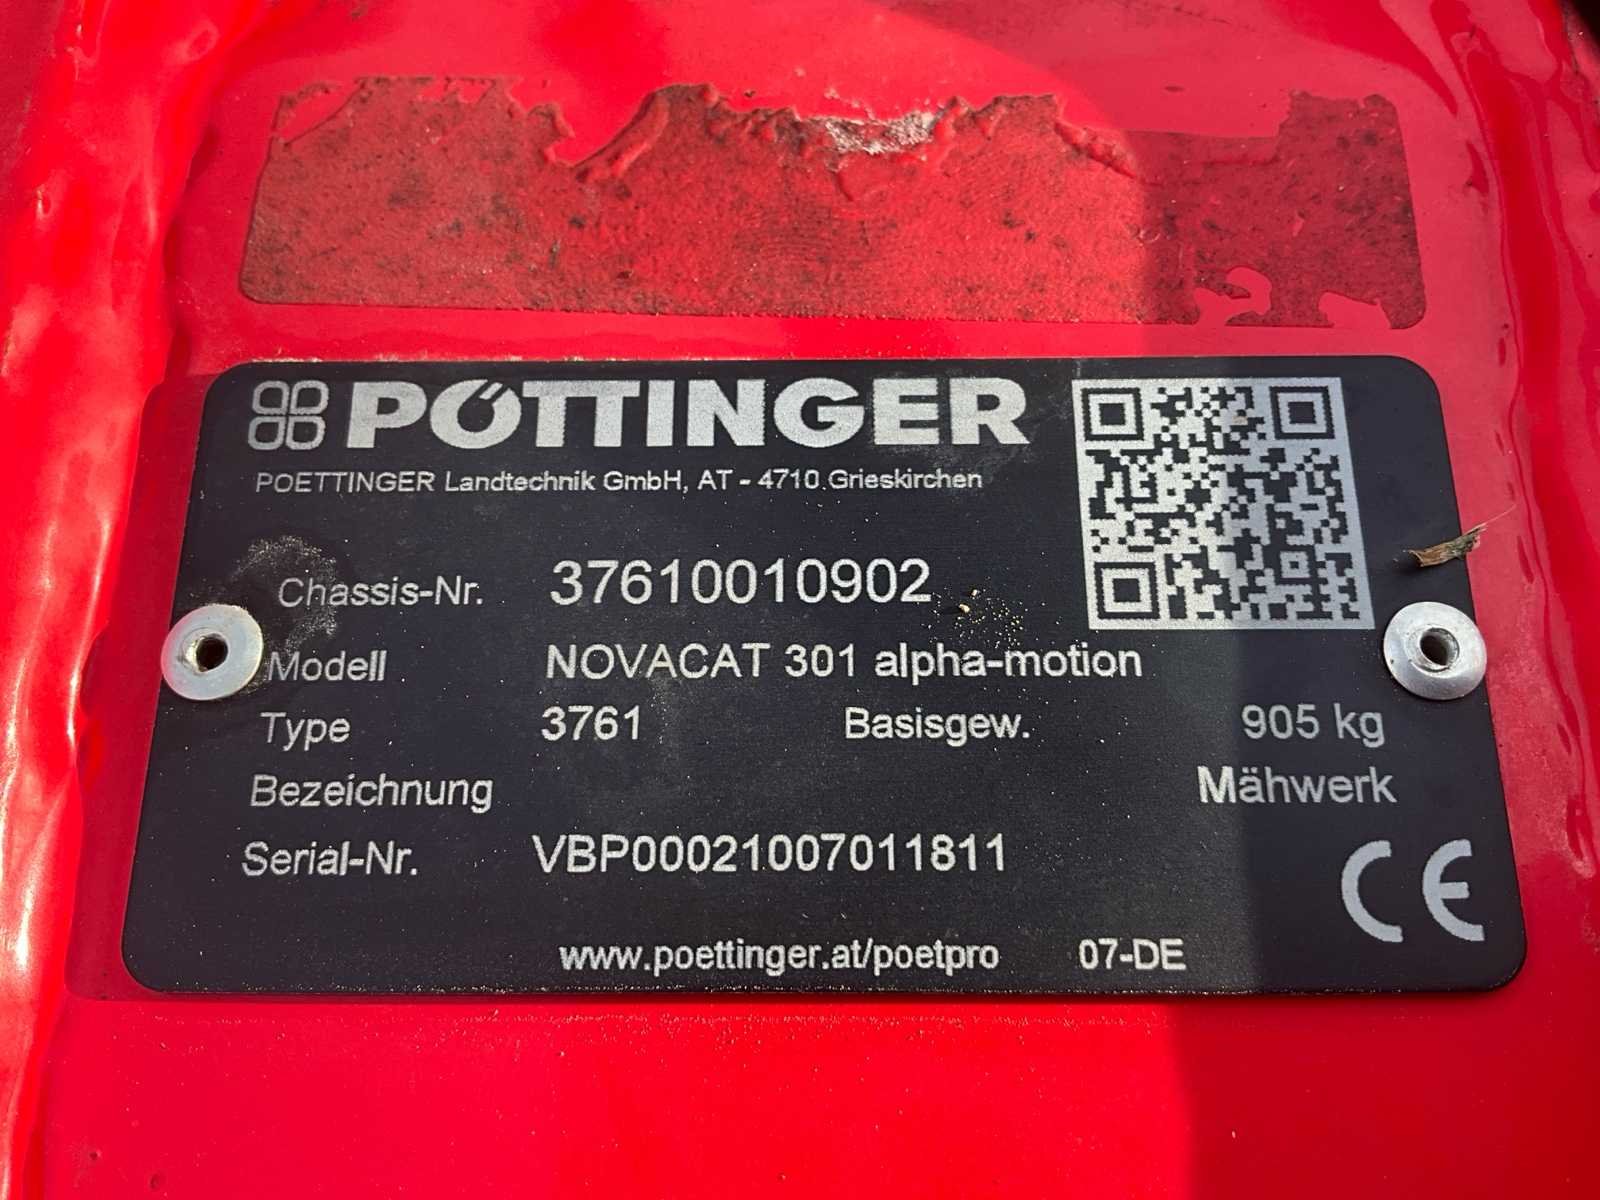 PÖTTINGER
POETTINGER Landtechnik GmbH, AT - 4710 Grieskirchen
Chassis-Nr. 37610010902
Modell NOVACAT 301 alpha-motion
Type 3761 Basisgew. 905 kg
Bezeichnung Mähwerk
Serial-Nr. VBP00021007011811
CE
www.poettinger.at/poetpro 07-DE